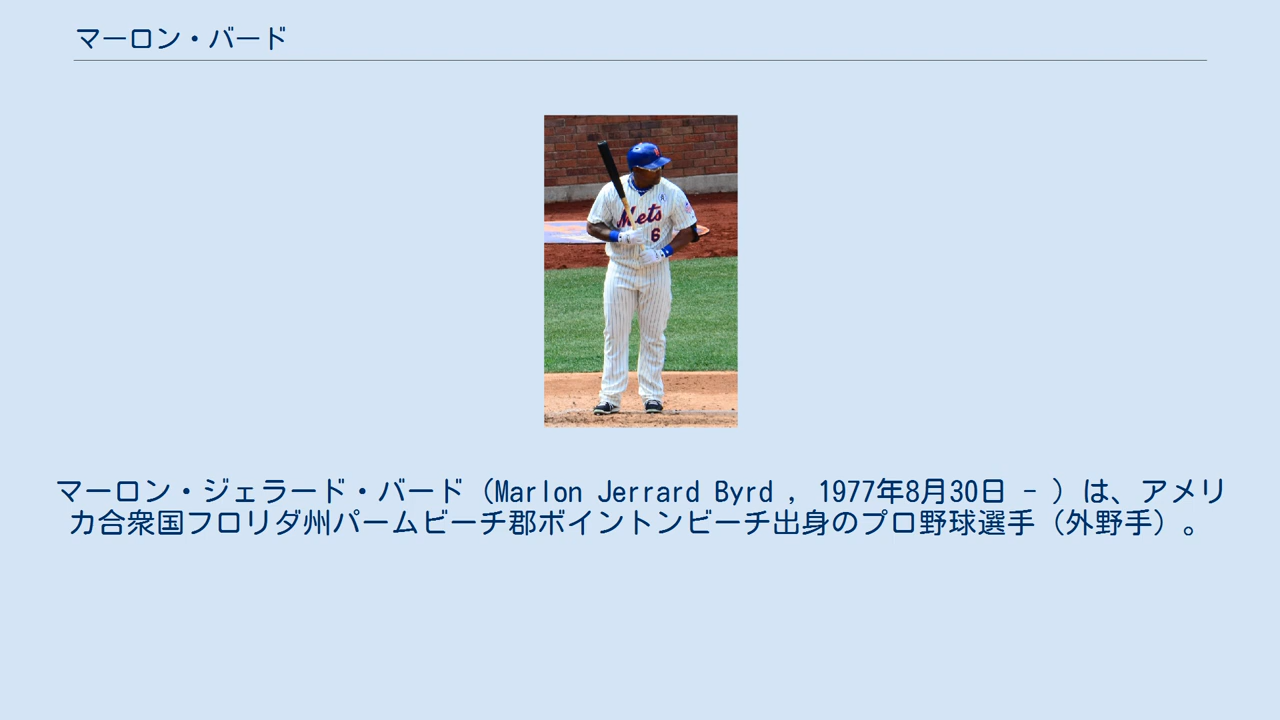 マーロン・バード
Mets
6
マーロン・ジェラード・バード（Marlon Jerrard Byrd , 1977年8月30日 - ）は、アメリ
カ合衆国フロリダ州パームビーチ郡ボイントンビーチ出身のプロ野球選手（外野手）。